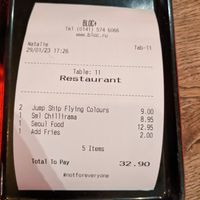 BLOC+
Tel (0141) 574 6066
www.bloc.ru
Natalie
29/01/23 17:26 Tab-11
Table: 11
Restaurant
2 Jump Ship Flying Colours 9.00
1 Sml Chillirama 8.95
1 Seoul Food 12.95
1 Add Fries 2.00
5 Items
Total to Pay 32.90
#notforeveryone